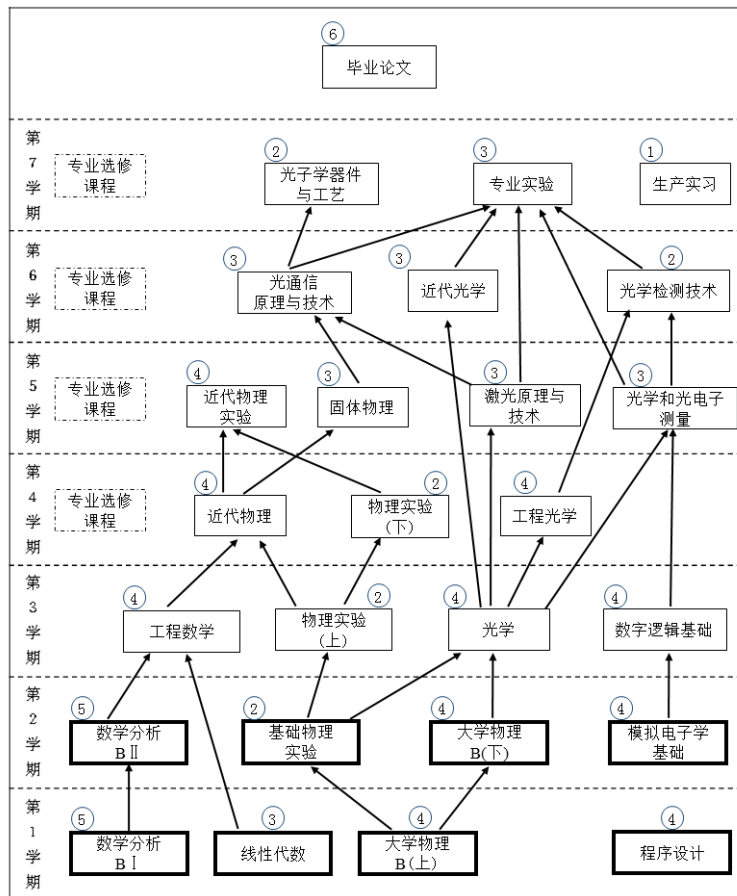 ⑥
毕业论文
第
7
学
期
专业选修
课程
②
光子学器件
与工艺
③
专业实验
①
生产实习
第
6
学
期
专业选修
课程
③
光通信
原理与技术
③
近代光学
②
光学检测技术
第
5
学
期
专业选修
课程
④
近代物理
实验
③
固体物理
③
激光原理与
技术
③
光学和光电子
测量
第
4
学
期
专业选修
课程
④
近代物理
②
物理实验
(下)
④
工程光学
第
3
学
期
④
工程数学
②
物理实验
(上)
④
光学
④
数字逻辑基础
第
2
学
期
⑤
数学分析
BⅡ
②
基础物理
实验
④
大学物理
B(下)
④
模拟电子学
基础
第
1
学
期
⑤
数学分析
BⅠ
③
线性代数
④
大学物理
B(上)
④
程序设计